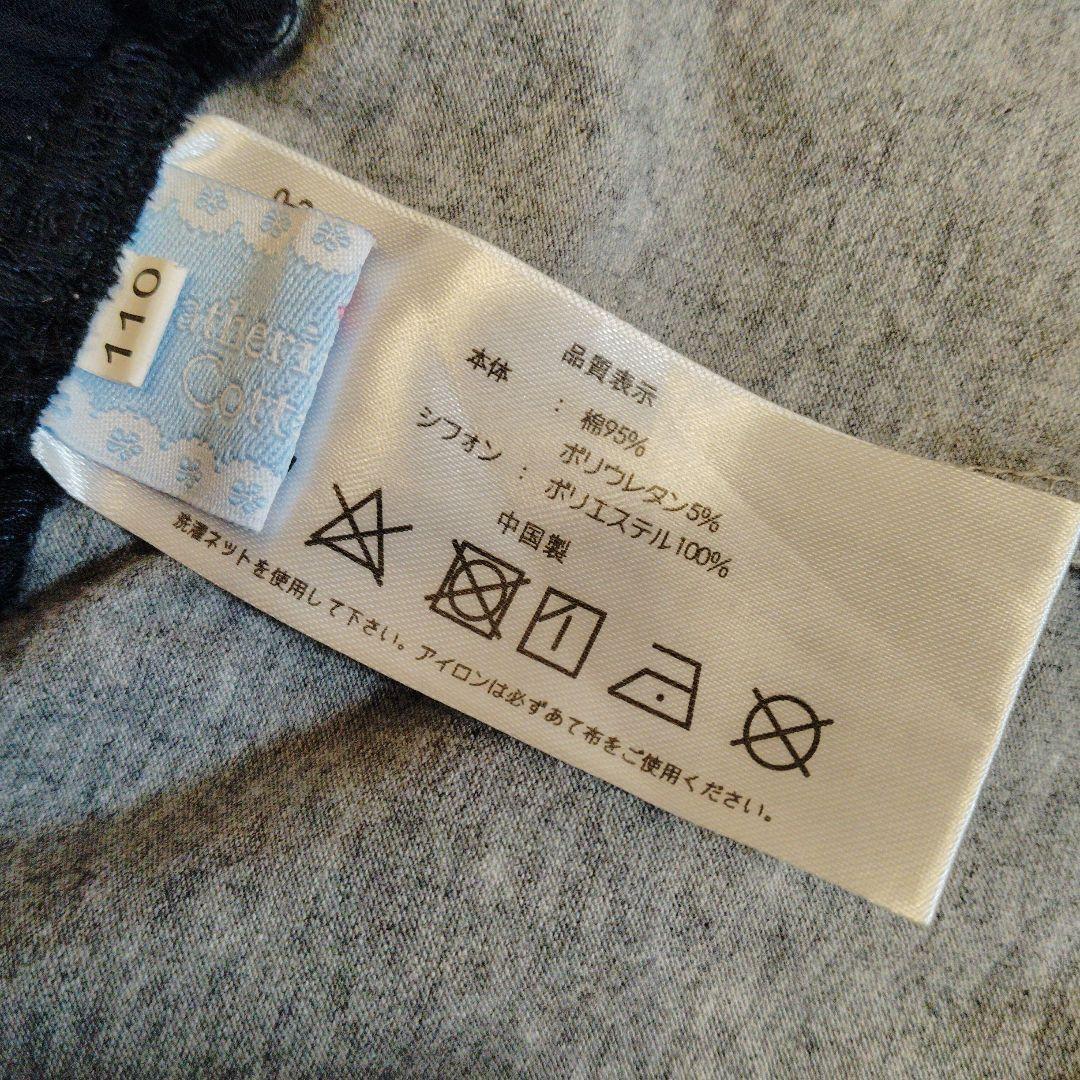 110
Cott
品質表示
本体 : 棉95%
ポリウレタン5%
シフォン : ポリエステル100%
中国製
洗濯ネットを使用して下さい。アイロンは必ずあて布をご使用ください。